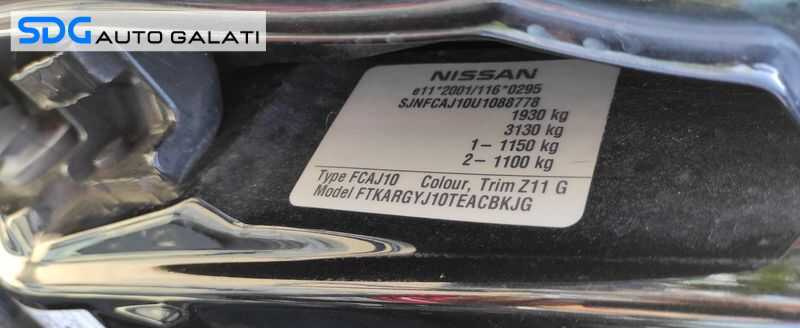 SDG AUTO GALATI
NISSAN
e11*2001/116*0295
SJNFCAJ10U1088778
1930 kg
3130 kg
1- 1150 kg
2- 1100 kg
Type FCAJ10 Colour, Trim Z11 G
Model FTKARGYJ10TEACBKJG